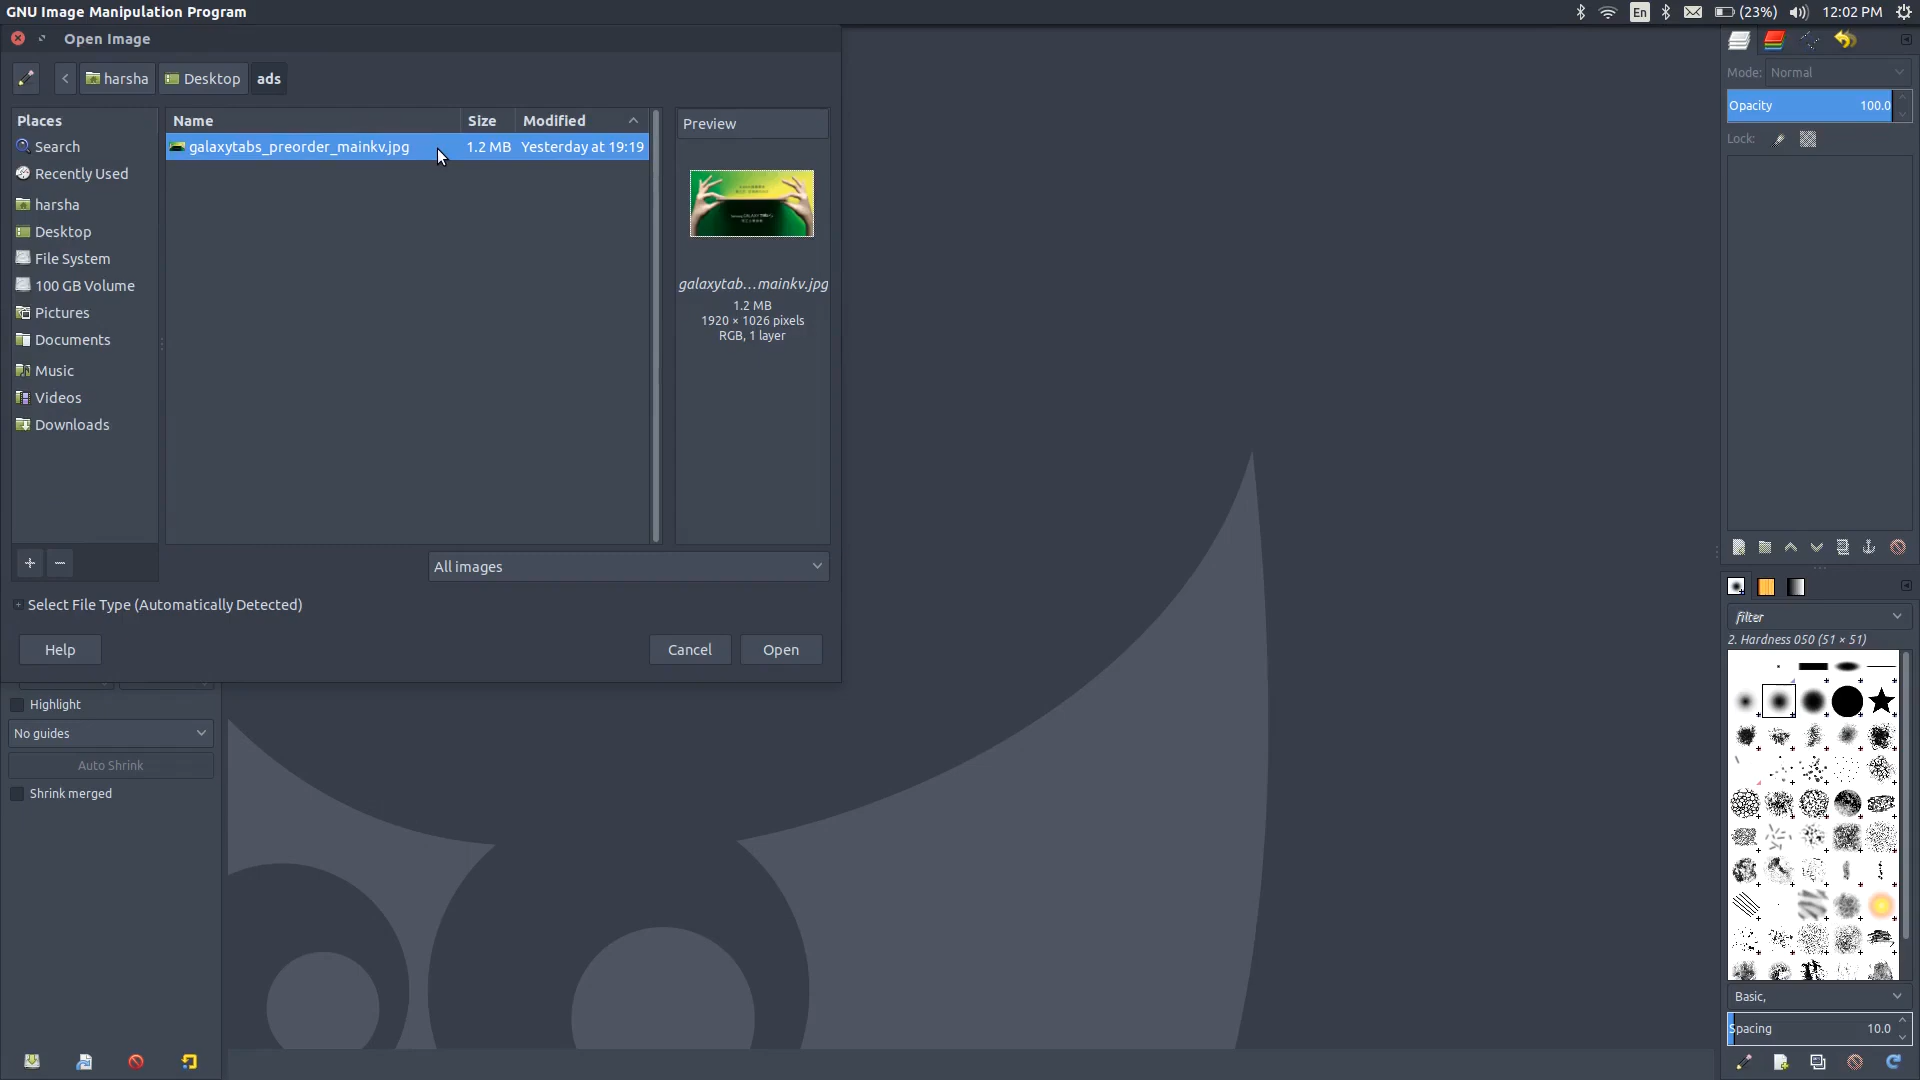 GNU Image Manipulation Program
En
(23%)
12:02 PM
Open Image
harsha
Desktop
ads
Places
Search
Recently Used
harsha
Desktop
File System
100 GB Volume
Pictures
Documents
Music
Videos
Downloads
Name
Size
Modified
galaxytabs_preorder_mainkv.jpg
1.2 MB
Yesterday at 19:19
Preview
galaxytab...mainkv.jpg
1.2 MB
1920 × 1026 pixels
RGB, 1 layer
All images
Select File Type (Automatically Detected)
Help
Cancel
Open
Highlight
No guides
Auto Shrink
Shrink merged
Mode: Normal
Opacity
100.0
Lock:
filter
2. Hardness 050 (51 × 51)
Basic,
Spacing
10.0